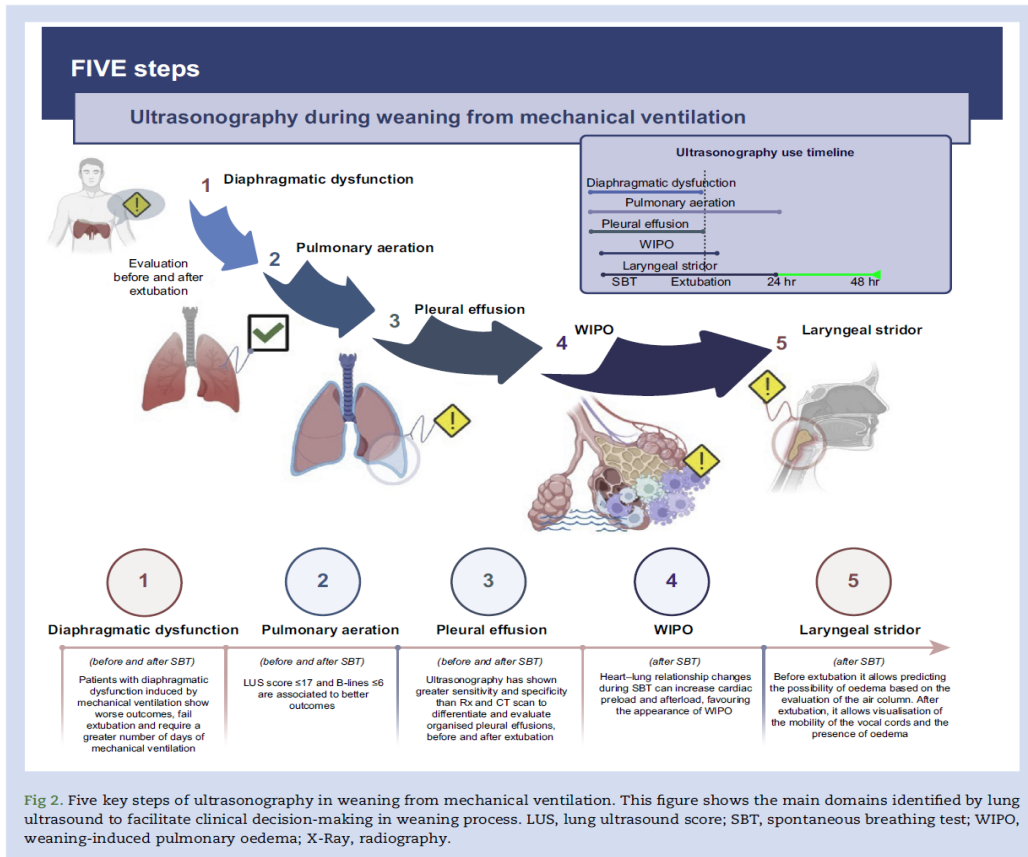 FIVE steps
Ultrasonography during weaning from mechanical ventilation
Ultrasonography use timeline
Diaphragmatic dysfunction
Pulmonary aeration
Pleural effusion
WIPO
Laryngeal stridor
SBT Extubation 24 hr 48 hr
1 Diaphragmatic dysfunction
Evaluation
before and after
extubation
2 Pulmonary aeration
3 Pleural effusion
4 WIPO
5 Laryngeal stridor
1
Diaphragmatic dysfunction
(before and after SBT)
Patients with diaphragmatic
dysfunction induced by
mechanical ventilation show
worse outcomes, fail
extubation and require a
greater number of days of
mechanical ventilation
2
Pulmonary aeration
(before and after SBT)
LUS score ≤17 and B-lines ≤6
are associated to better
outcomes
3
Pleural effusion
(before and after SBT)
Ultrasonography has shown
greater sensitivity and specificity
than Rx and CT scan to
differentiate and evaluate
organised pleural effusions,
before and after extubation
4
WIPO
(after SBT)
Heart–lung relationship changes
during SBT can increase cardiac
preload and afterload, favouring
the appearance of WIPO
5
Laryngeal stridor
(after SBT)
Before extubation it allows predicting
the possibility of oedema based on
the evaluation of the air column. After
extubation, it allows visualisation of
the mobility of the vocal cords and the
presence of oedema
Fig 2. Five key steps of ultrasonography in weaning from mechanical ventilation. This figure shows the main domains identified by lung
ultrasound to facilitate clinical decision-making in weaning process. LUS, lung ultrasound score; SBT, spontaneous breathing test; WIPO,
weaning-induced pulmonary oedema; X-Ray, radiography.